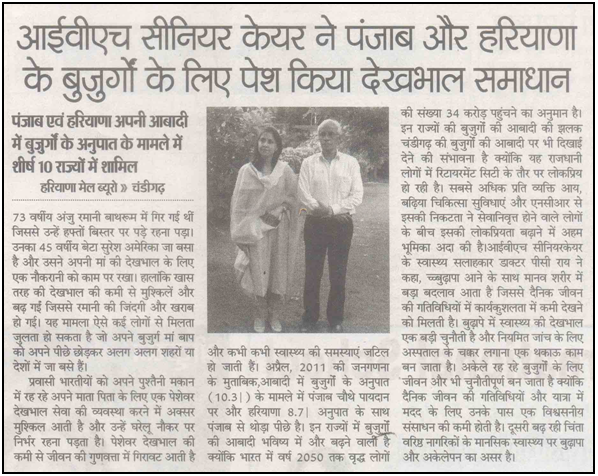 आईवीएच सीनियर केयर ने पंजाब और हरियाणा
के बुजुर्गों के लिए पेश किया देखभाल समाधान
पंजाब एवं हरियाणा अपनी आबादी
में बुजुर्गों के अनुपात के मामले में
शीर्ष 10 राज्यों में शामिल
हरियाणा मेल ब्यूरो » चंडीगढ़
73 वर्षीय अंजु रमानी बाथरूम में गिर गई थीं
जिससे उन्हें हफ्तों बिस्तर पर पड़े रहना पड़ा।
उनका 45 वर्षीय बेटा सुरेश अमेरिका जा बसा
है और उसने अपनी मां की देखभाल के लिए
एक नौकरानी को काम पर रखा। हालांकि खास
तरह की देखभाल की कमी से मुश्किलें और
बढ़ गई जिससे रमानी की जिंदगी और खराब
हो गई। यह मामला ऐसे कई लोगों से मिलता
जुलता हो सकता है जो अपने बुजुर्ग मां बाप
को अपने पीछे छोड़कर अलग अलग शहरों या
देशों में जा बसे हैं।
प्रवासी भारतीयों को अपने पुश्तैनी मकान
में रह रहे अपने माता पिता के लिए एक पेशेवर
देखभाल सेवा की व्यवस्था करने में अक्सर
मुश्किल आती है और उन्हें घरेलू नौकर पर
निर्भर रहना पड़ता है। पेशेवर देखभाल की
कमी से जीवन की गुणवत्ता में गिरावट आती है
और कभी कभी स्वास्थ्य की समस्याएं जटिल
हो जाती हैं। अप्रैल, 2011 की जनगणना
के मुताबिक,आबादी में बुजुर्गों के अनुपात
(10.3। ) के मामले में पंजाब चौथे पायदान
पर और हरियाणा 8.7। अनुपात के साथ
पंजाब से थोड़ा पीछे है। इन राज्यों में बुजुर्गों
की आबादी भविष्य में और बढ़ने वाली है
क्योंकि भारत में वर्ष 2050 तक वृद्ध लोगों
की संख्या 34 करोड़ पहुंचने का अनुमान है।
इन राज्यों की बुजुर्गों की आबादी की झलक
चंडीगढ़ की बुजुर्गों की आबादी पर भी दिखाई
देने की संभावना है क्योंकि यह राजधानी
लोगों में रिटायरमेंट सिटी के तौर पर लोकप्रिय
हो रही है। सबसे अधिक प्रति व्यक्ति आय,
बढ़िया चिकित्सा सुविधाएं और एनसीआर से
इसकी निकटता ने सेवानिवृत्त होने वाले लोगों
के बीच इसकी लोकप्रियता बढ़ाने में अहम
भूमिका अदा की है।आईवीएच सीनियरकेयर
के स्वास्थ्य सलाहकार डाक्टर पीसी राय ने
कहा, च्च्बुढ़ापा आने के साथ मानव शरीर में
बड़ा बदलाव आता है जिससे दैनिक जीवन
की गतिविधियों में कार्यकुशलता में कमी देखने
को मिलती है। बुढ़ापे में स्वास्थ्य की देखभाल
एक बड़ी चुनौती है और नियमित जांच के लिए
अस्पताल के चक्कर लगाना एक थकाऊ काम
बन जाता है। अकेले रह रहे बुजुर्गों के लिए
जीवन और भी चुनौतीपूर्ण बन जाता है क्योंकि
दैनिक जीवन की गतिविधियों और यात्रा में
मदद के लिए उनके पास एक विश्वसनीय
संसाधन की कमी होती है। दूसरी बढ़ रही चिंता
वरिष्ठ नागरिकों के मानसिक स्वास्थ्य पर बुढ़ापा
और अकेलेपन का असर है।